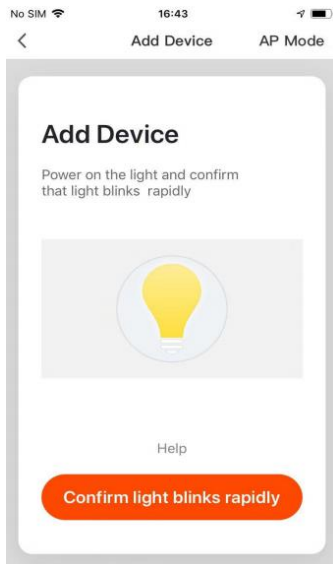 No SIM 16:43
Add Device AP Mode
Add Device
Power on the light and confirm
that light blinks rapidly
Help
Confirm light blinks rapidly